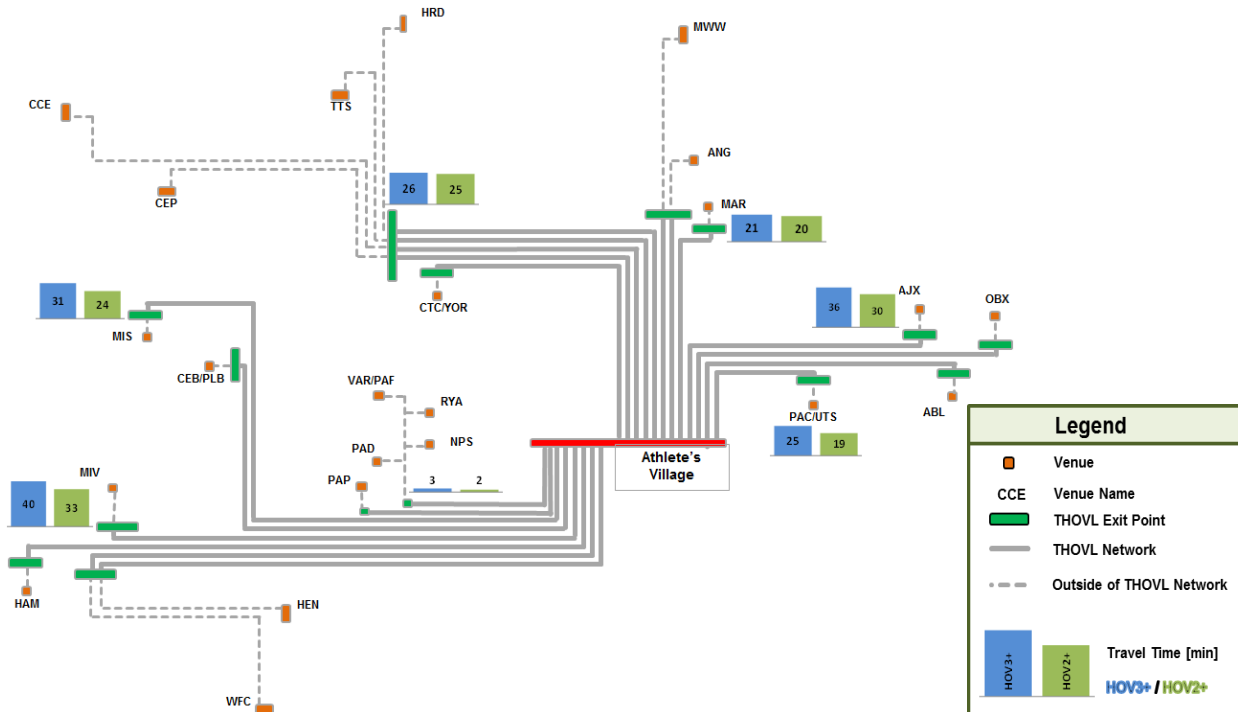 HRD
MWW
TTS
CCE
ANG
CEP
26
25
MAR
21
20
CTC/YOR
31
24
MIS
36
30
AJX
OBX
CEB/PLB
VAR/PAF
RYA
NPS
PAD
PAP
3
2
Athlete's
Village
PAC/UTS
25
19
ABL
MIV
40
33
HAM
HEN
WFC
Legend
Venue
CCE
Venue Name
THOVL Exit Point
THOVL Network
Outside of THOVL Network
HOV3+
HOV2+
Travel Time [min]
HOV3+ / HOV2+